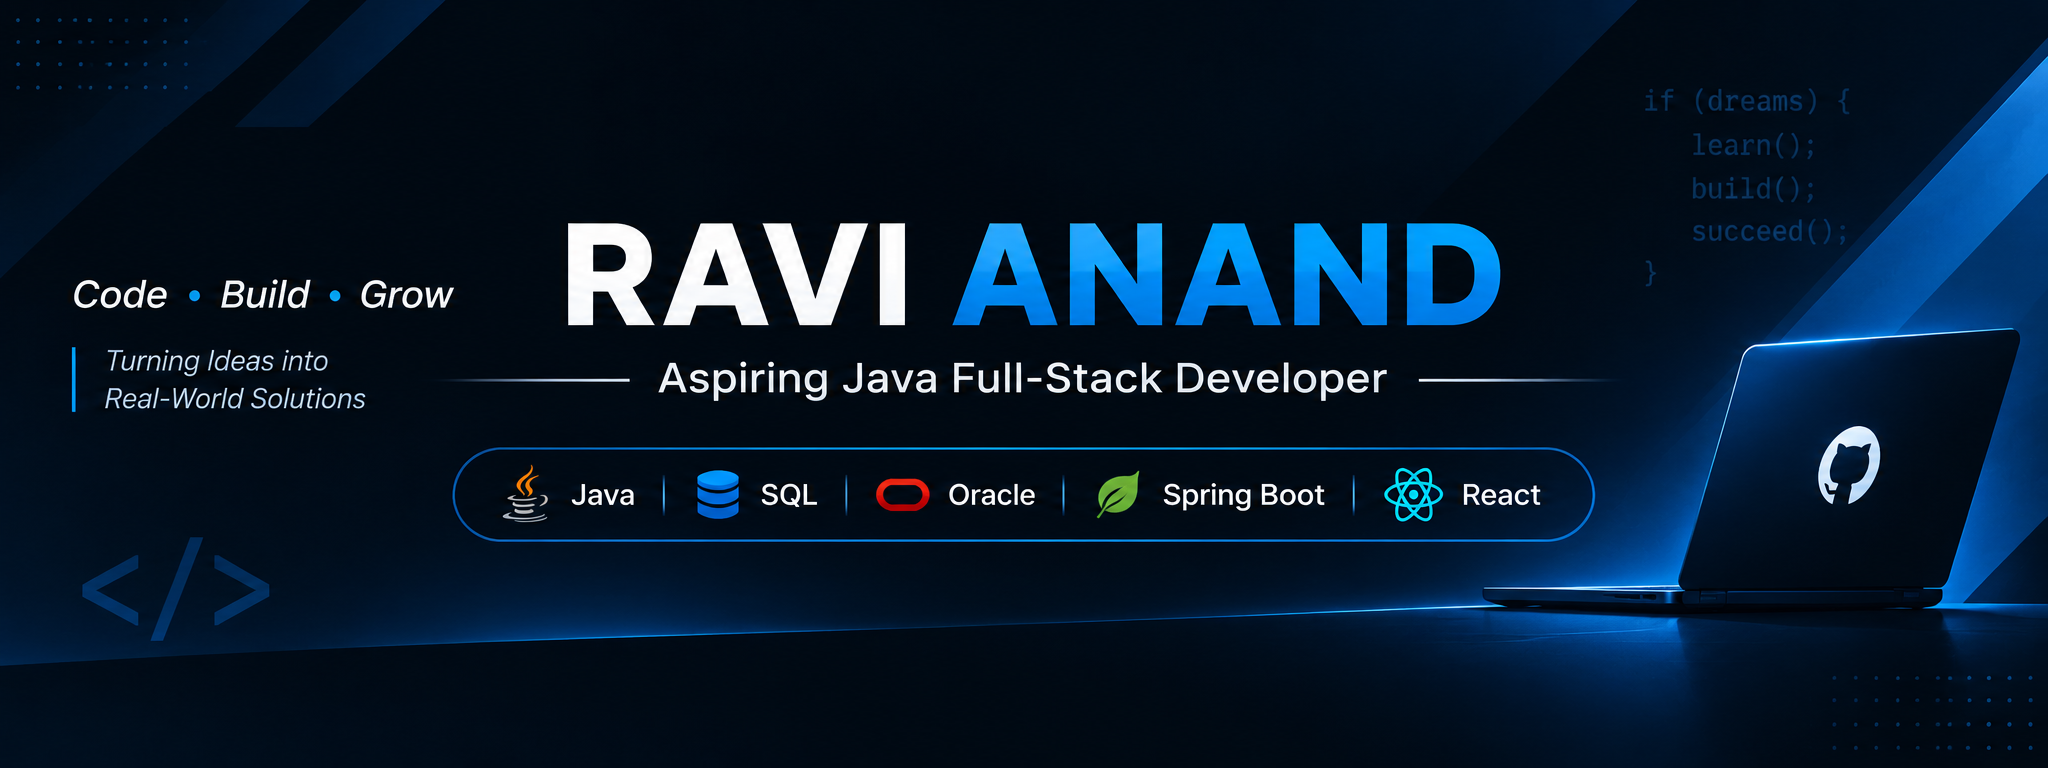 Code • Build • Grow
Turning Ideas into
Real-World Solutions
</>
RAVI ANAND
Aspiring Java Full-Stack Developer
Java | SQL | Oracle | Spring Boot | React
if (dreams) {
learn();
build();
succeed();
}